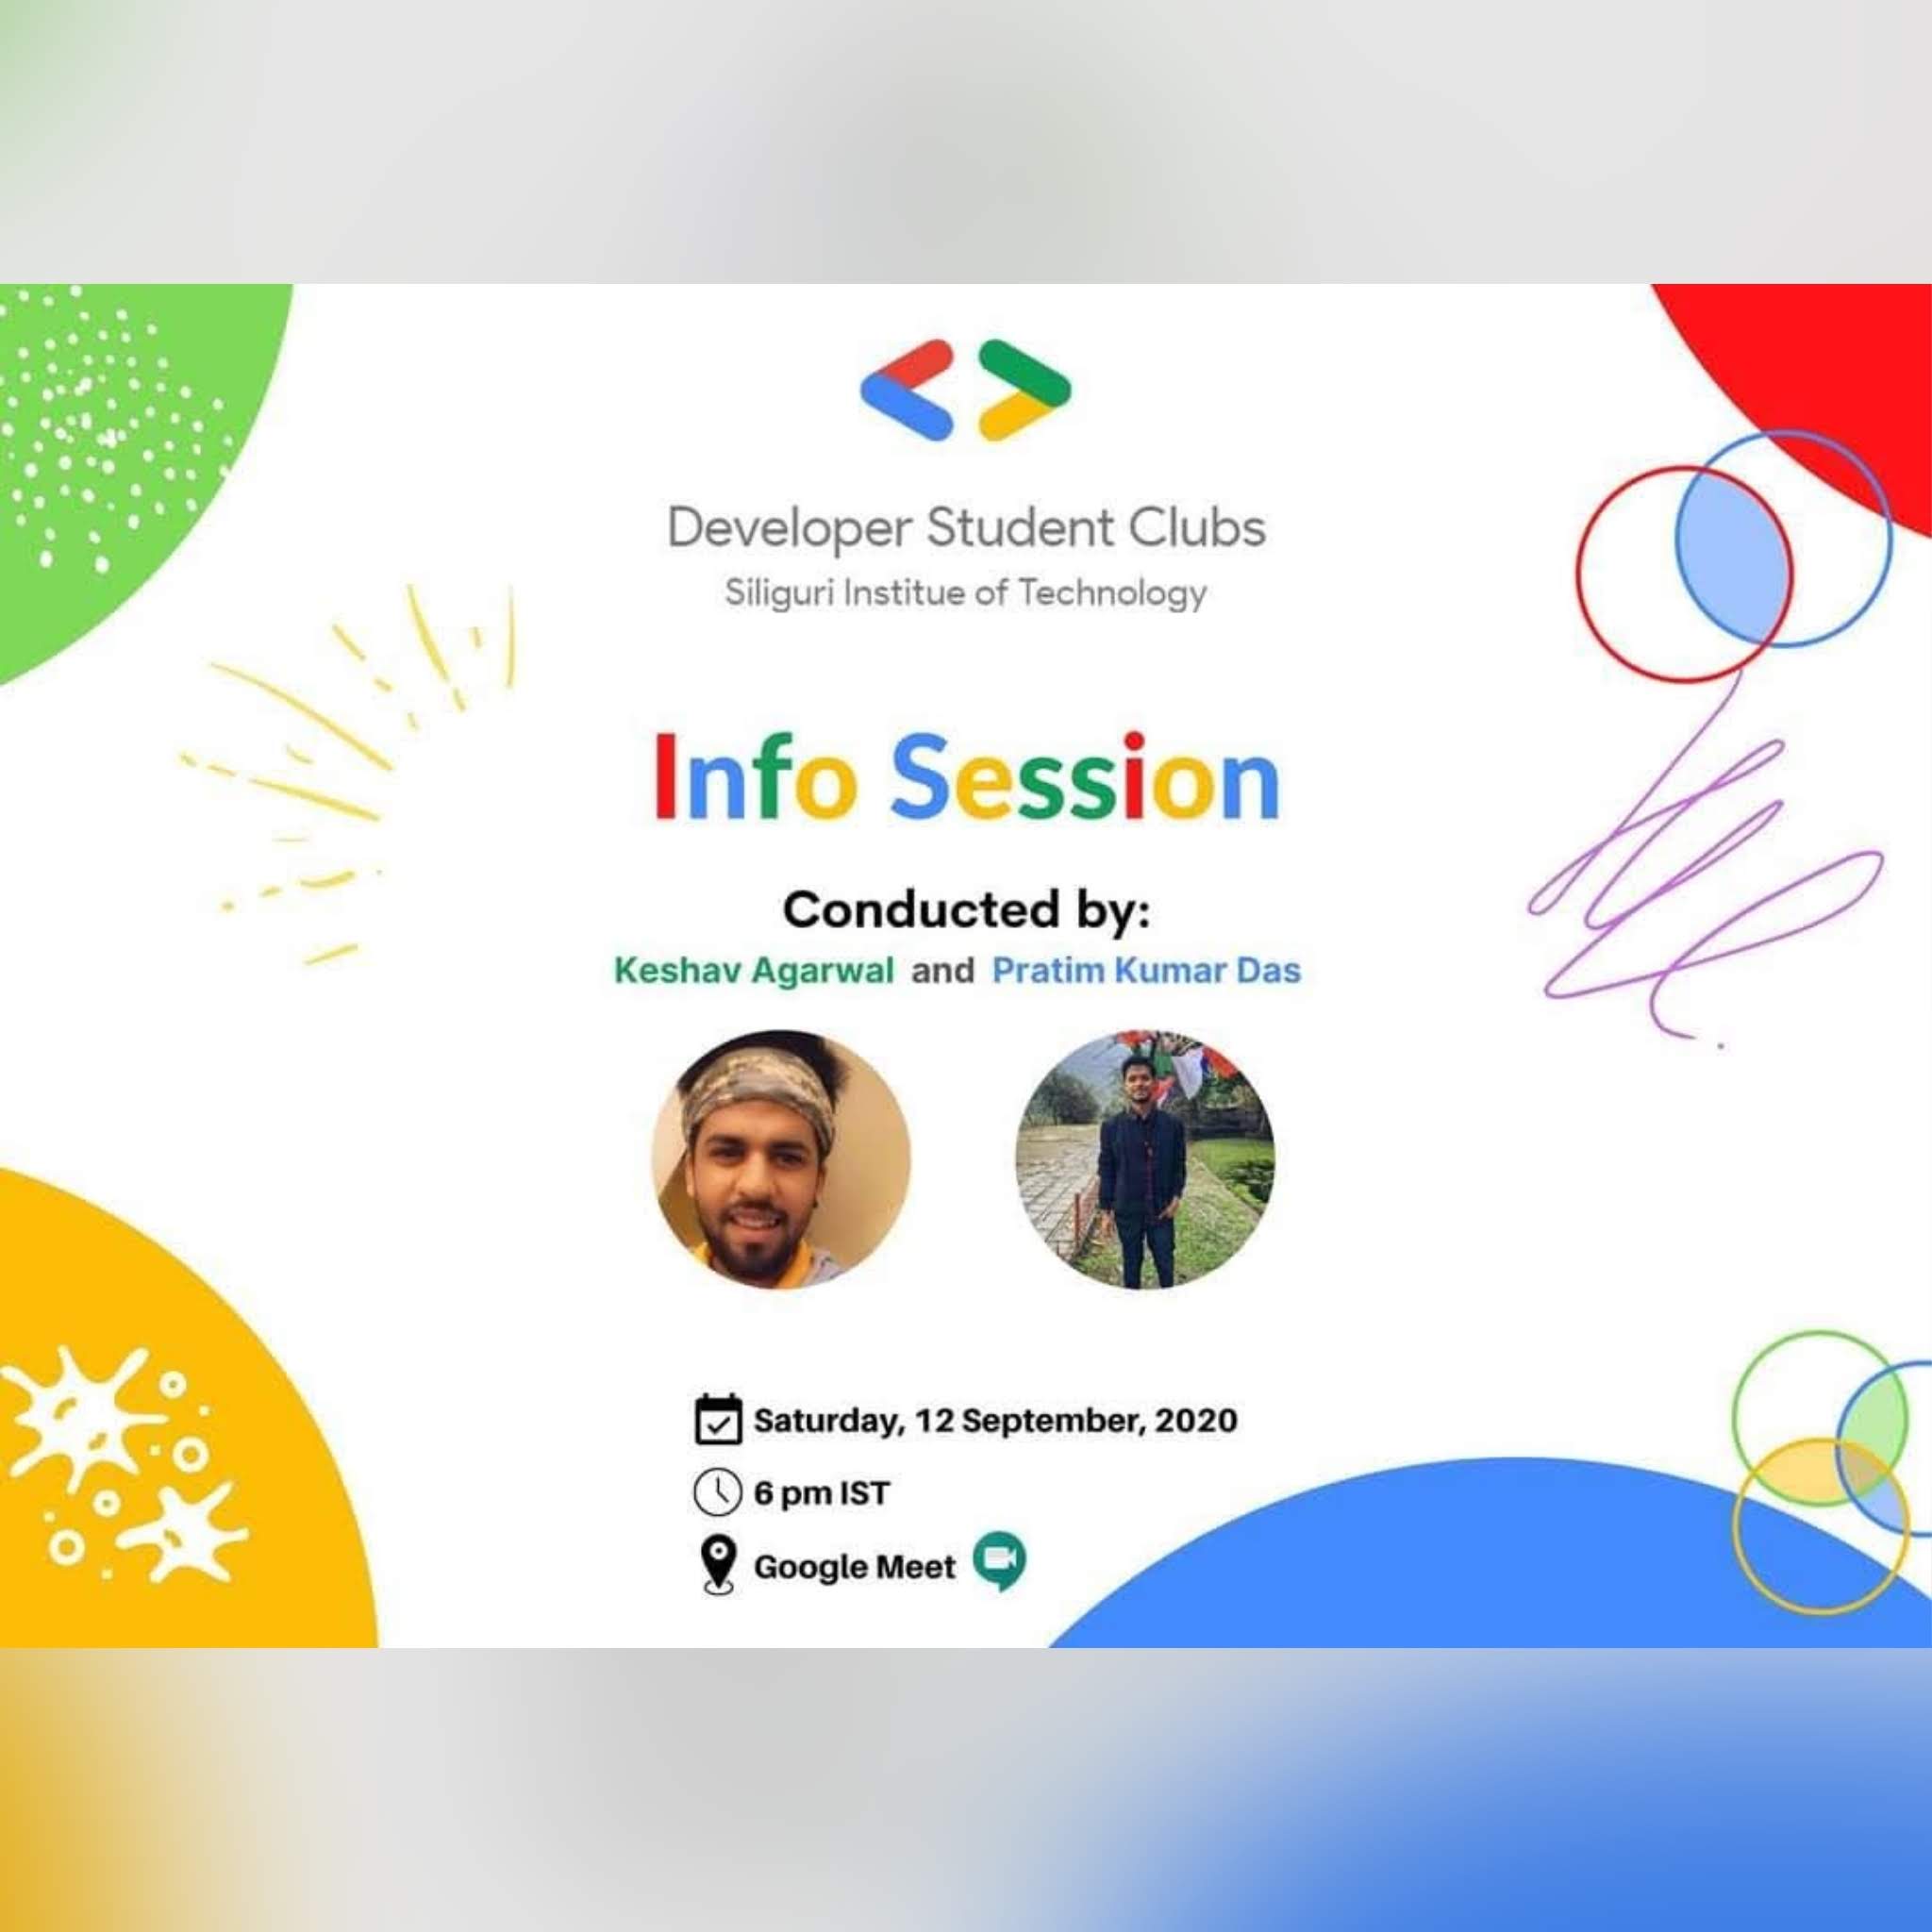 Developer Student Clubs
Siliguri Institue of Technology
Info Session
Conducted by:
Keshav Agarwal and Pratim Kumar Das
Saturday, 12 September, 2020
6 pm IST
Google Meet